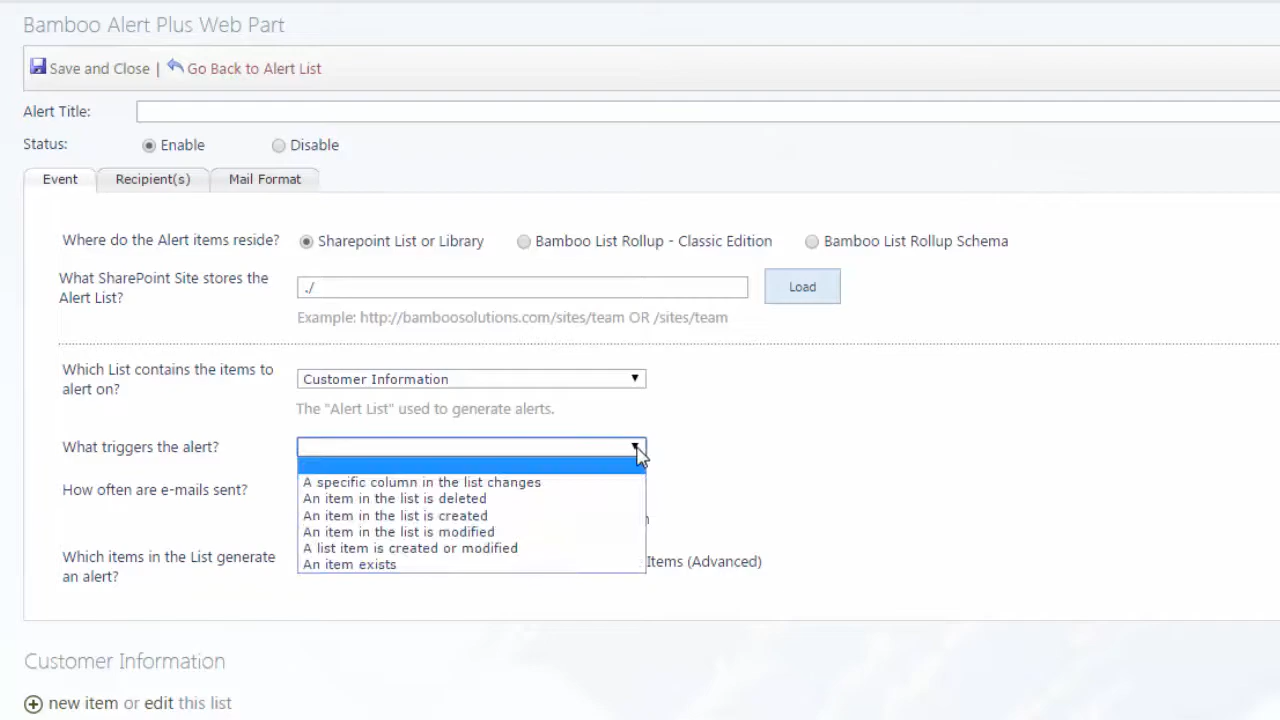 Bamboo Alert Plus Web Part
Save and Close | Go Back to Alert List
Alert Title:
Status: Enable Disable
Event Recipient(s) Mail Format
Where do the Alert items reside? Sharepoint List or Library Bamboo List Rollup - Classic Edition Bamboo List Rollup Schema
What SharePoint Site stores the
Alert List?
./ Load
Example: http://bamboosolutions.com/sites/team OR /sites/team
Which List contains the items to
alert on?
Customer Information
The "Alert List" used to generate alerts.
What triggers the alert?
A specific column in the list changes
An item in the list is deleted
An item in the list is created
An item in the list is modified
A list item is created or modified
An item exists
How often are e-mails sent?
Which items in the List generate
an alert?
Items (Advanced)
Customer Information
new item or edit this list